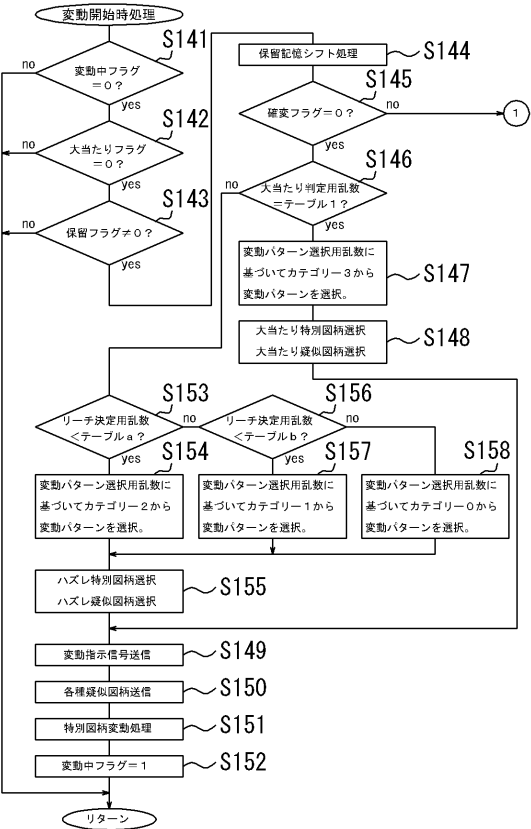 変動開始時処理
S141
変動中フラグ
＝０？
no
yes
S142
大当たりフラグ
＝０？
no
yes
S143
保留フラグ≠０？
no
yes
保留記憶シフト処理
S144
S145
確変フラグ＝０？
no
1
yes
S146
大当たり判定用乱数
＝テーブル１？
no
yes
変動パターン選択用乱数に
基づいてカテゴリー３から
変動パターンを選択。
S147
大当たり特別図柄選択
大当たり疑似図柄選択
S148
S153
リーチ決定用乱数
＜テーブルａ？
no
yes
S156
リーチ決定用乱数
＜テーブルｂ？
no
yes
S154
変動パターン選択用乱数に
基づいてカテゴリー２から
変動パターンを選択。
S157
変動パターン選択用乱数に
基づいてカテゴリー１から
変動パターンを選択。
S158
変動パターン選択用乱数に
基づいてカテゴリー０から
変動パターンを選択。
ハズレ特別図柄選択
ハズレ疑似図柄選択
S155
変動指示信号送信
S149
各種疑似図柄送信
S150
特別図柄変動処理
S151
変動中フラグ＝１
S152
リターン